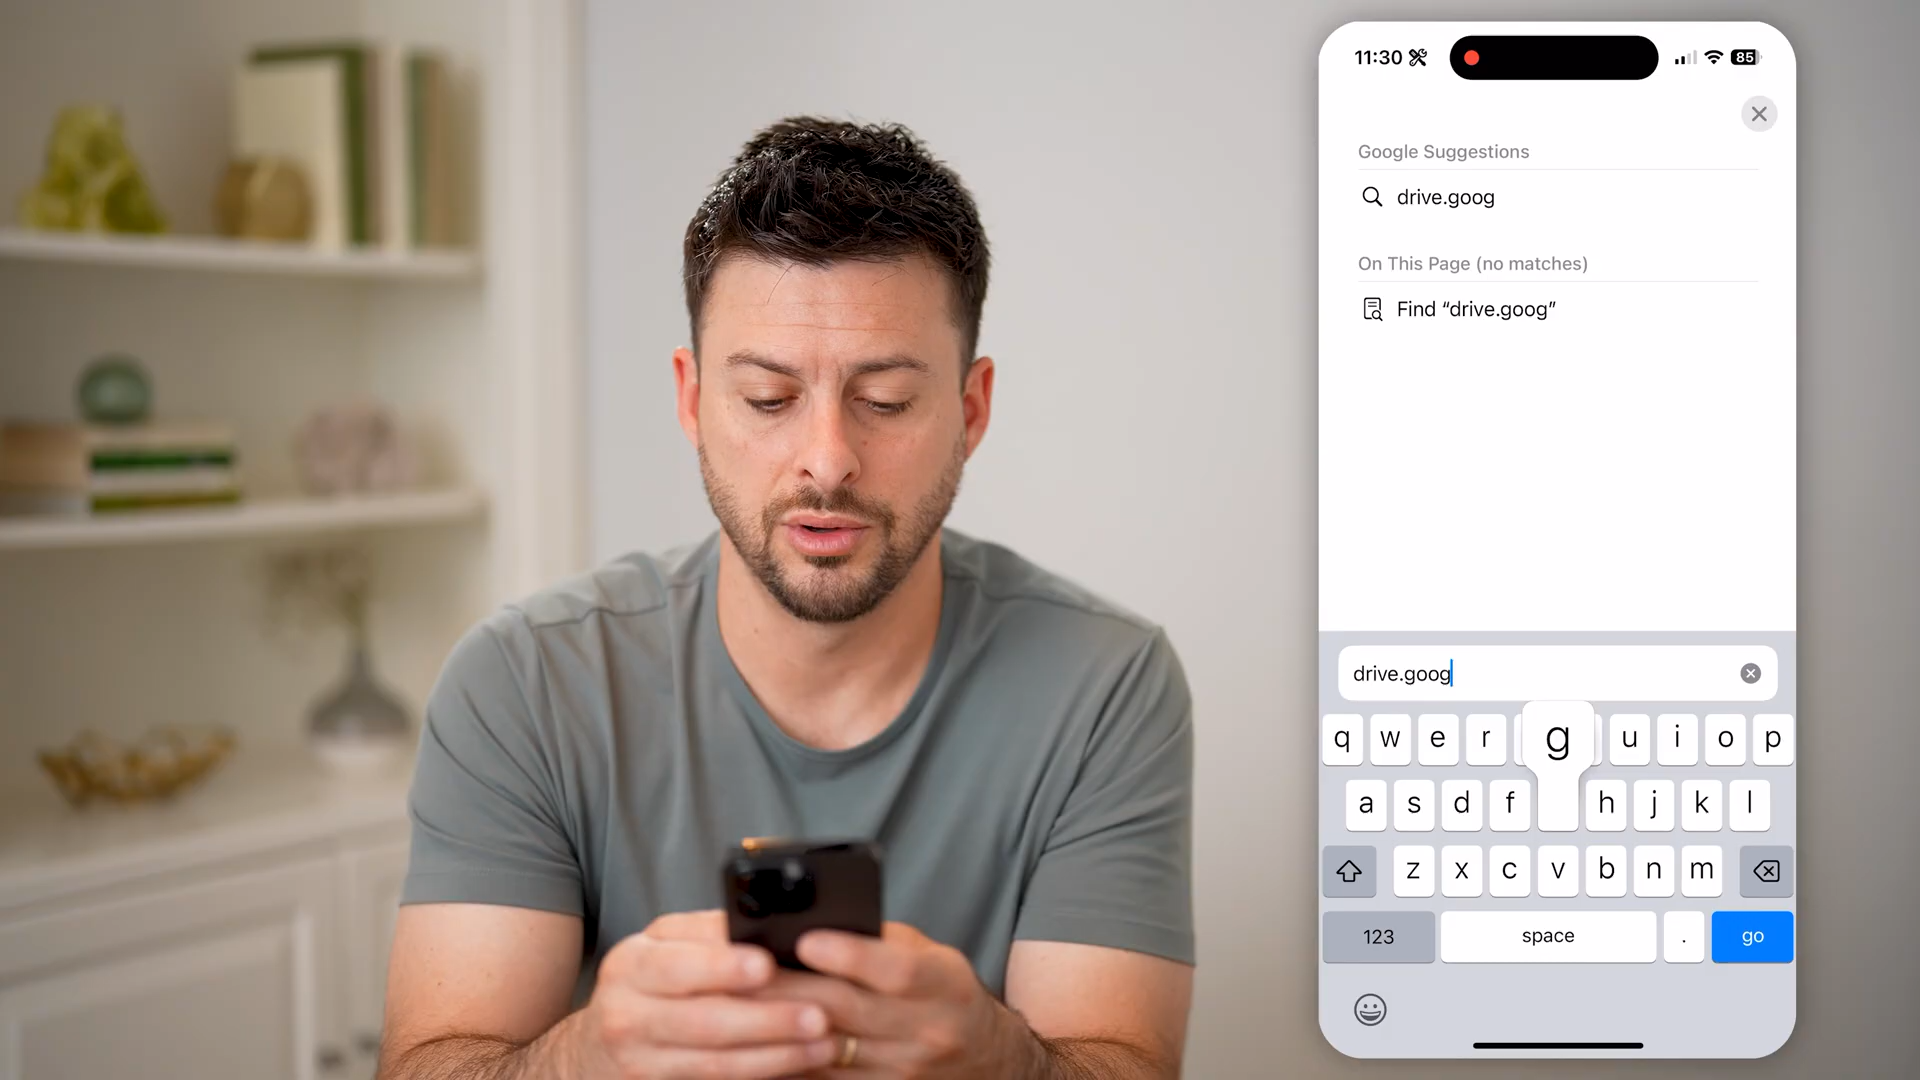 11:30
85
Google Suggestions
drive.goog
On This Page (no matches)
Find “drive.goog”
drive.goog
q w e r g u i o p
a s d f h j k l
z x c v b n m
123 space . go